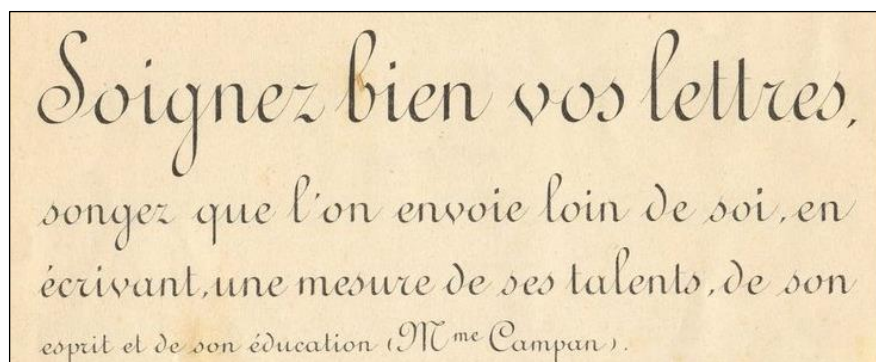 Soignez bien vos lettres,
songez que l'on envoie loin de soi, en
écrivant, une mesure de ses talents, de son
esprit et de son éducation (Mme Campan).